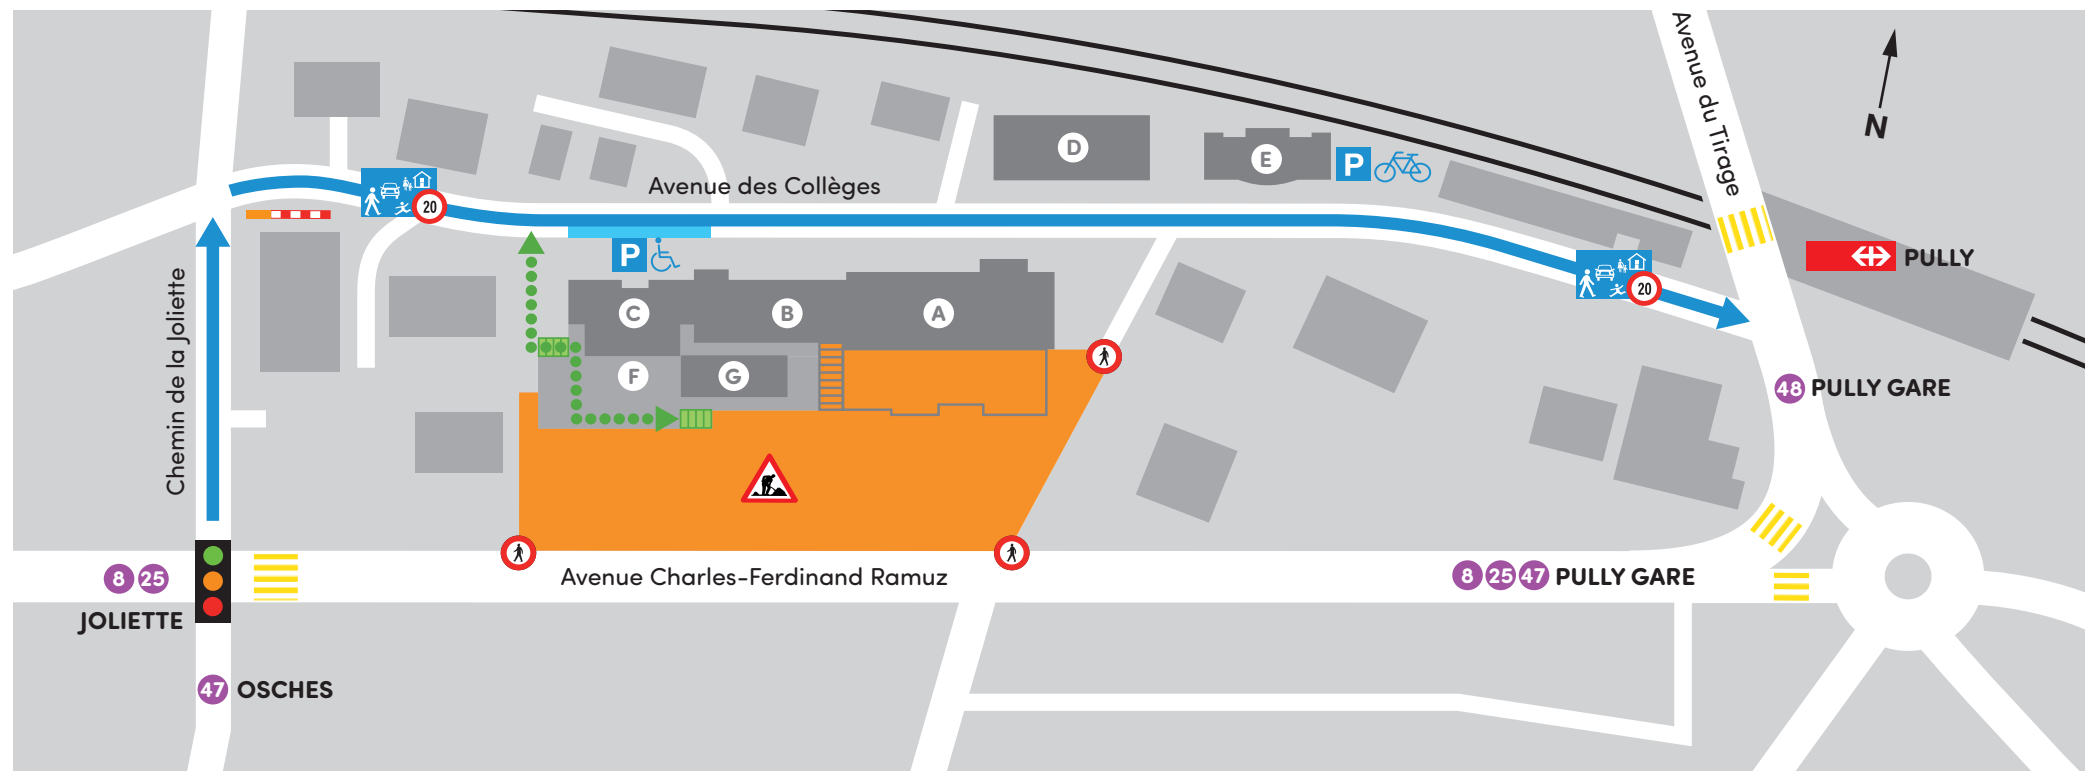 Avenue du Tirage
N
D
E
P
Avenue des Collèges
20
P
PULLY
20
Chemin de la Joliette
C
B
A
F
G
48 PULLY GARE
8 25
JOLIETTE
Avenue Charles-Ferdinand Ramuz
8 25 47 PULLY GARE
47 OSCHES